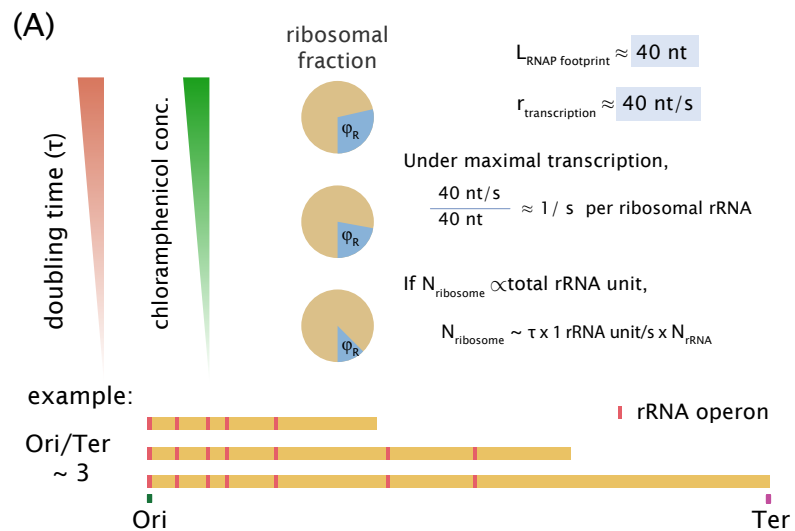 (A)
doubling time (τ)
chloramphenicol conc.
ribosomal
fraction
φR
φR
φR
LRNAP footprint ≈ 40 nt
rtranscription ≈ 40 nt/s
Under maximal transcription,
40 nt/s
40 nt
≈ 1/ s per ribosomal rRNA
If Nribosome ∝total rRNA unit,
Nribosome ~ τ x 1 rRNA unit/s x NrRNA
example:
Ori/Ter
~ 3
rRNA operon
Ori
Ter